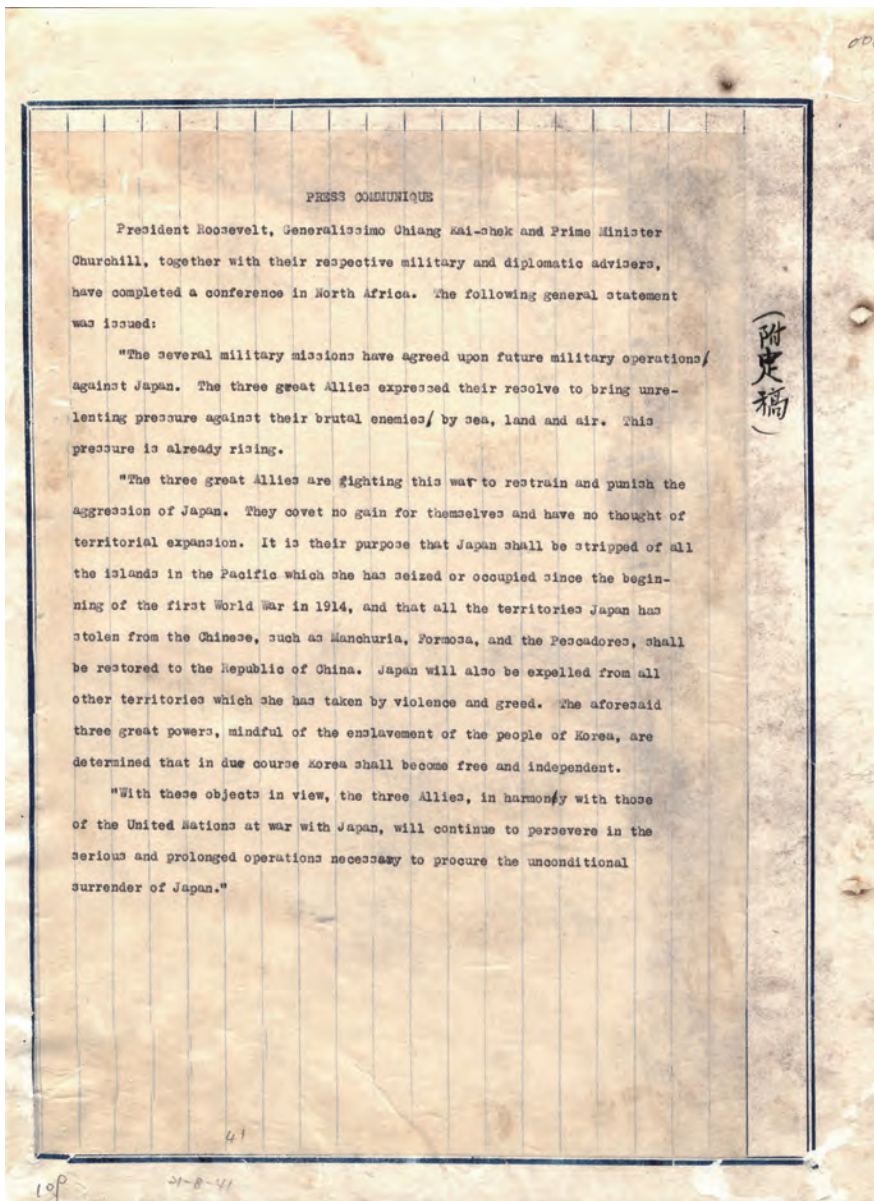 PRESS COMMUNIQUE
President Roosevelt, Generalissimo Chiang Kai-shek and Prime Minister
Churchill, together with their respective military and diplomatic advisers,
have completed a conference in North Africa. The following general statement
was issued:
"The several military missions have agreed upon future military operations/
against Japan. The three great Allies expressed their resolve to bring unre-
lenting pressure against their brutal enemies/ by sea, land and air. This
pressure is already rising.
"The three great Allies are fighting this war to restrain and punish the
aggression of Japan. They covet no gain for themselves and have no thought of
territorial expansion. It is their purpose that Japan shall be stripped of all
the islands in the Pacific which she has seized or occupied since the begin-
ning of the first World War in 1914, and that all the territories Japan has
stolen from the Chinese, such as Manchuria, Formosa, and the Pescadores, shall
be restored to the Republic of China. Japan will also be expelled from all
other territories which she has taken by violence and greed. The aforesaid
three great powers, mindful of the enslavement of the people of Korea, are
determined that in due course Korea shall become free and independent.
"With these objects in view, the three Allies, in harmony with those
of the United Nations at war with Japan, will continue to persevere in the
serious and prolonged operations necessary to procure the unconditional
surrender of Japan."
(附定稿)
41
21-8-41